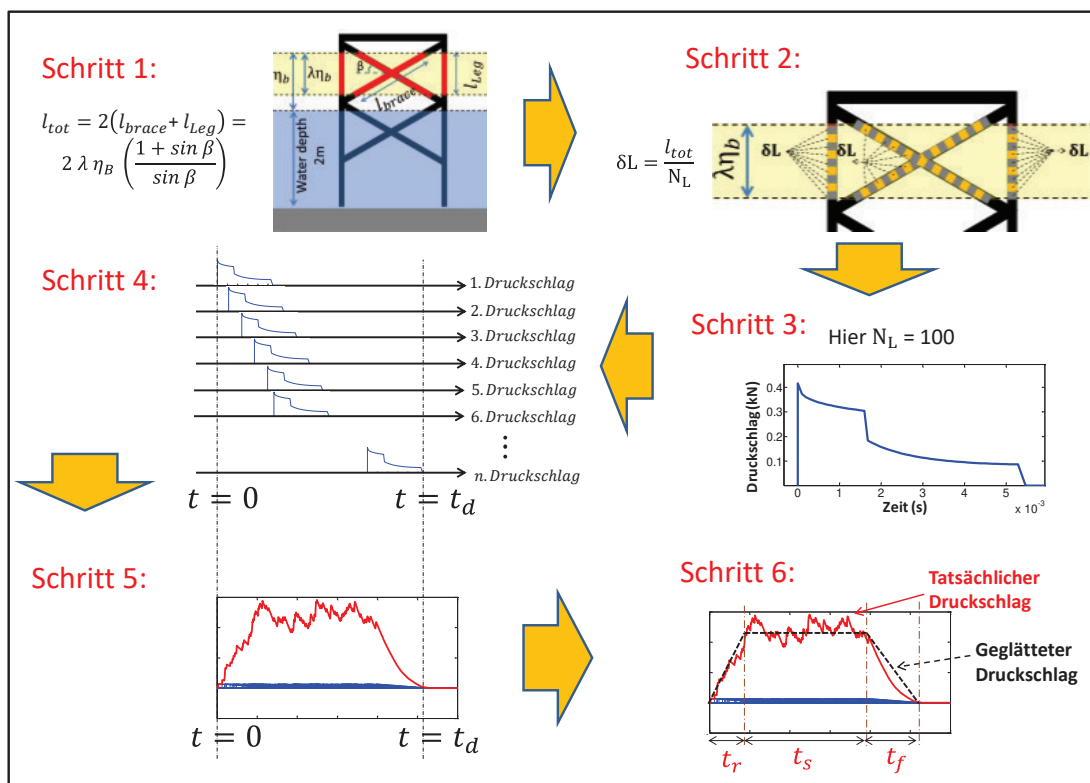 Schritt 1:
l_tot = 2(l_brace + l_Leg) =
2 λ η_B ((1 + sin β)/(sin β))
η_b
λη_b
β
l_brace
l_Leg
Water depth
2m
Schritt 2:
δL = l_tot/N_L
λη_b
δL
δL
δL
Schritt 3:
Hier N_L = 100
Druckschlag (kN)
0.4
0.3
0.2
0.1
0 1 2 3 4 5
Zeit (s)
x 10^-3
Schritt 4:
1. Druckschlag
2. Druckschlag
3. Druckschlag
4. Druckschlag
5. Druckschlag
6. Druckschlag
⋮
n. Druckschlag
t = 0
t = t_d
Schritt 5:
t = 0
t = t_d
Schritt 6:
Tatsächlicher
Druckschlag
Geglätteter
Druckschlag
t_r
t_s
t_f